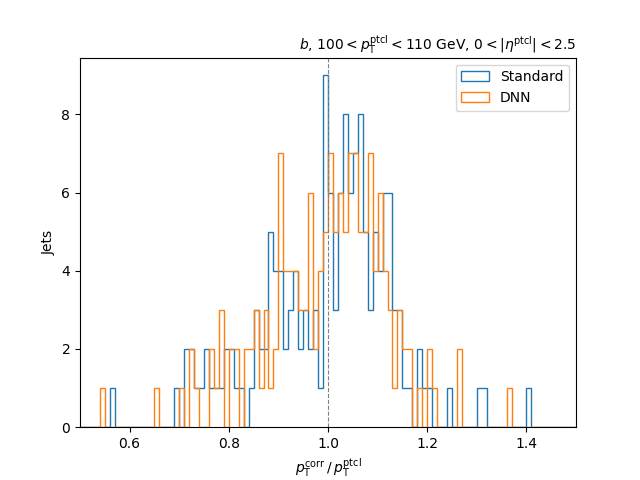 b, 100 < p_T^ptcl < 110 GeV, 0 < |η^ptcl| < 2.5
Standard
DNN
Jets
8
6
4
2
0
0.6 0.8 1.0 1.2 1.4
p_T^corr / p_T^ptcl